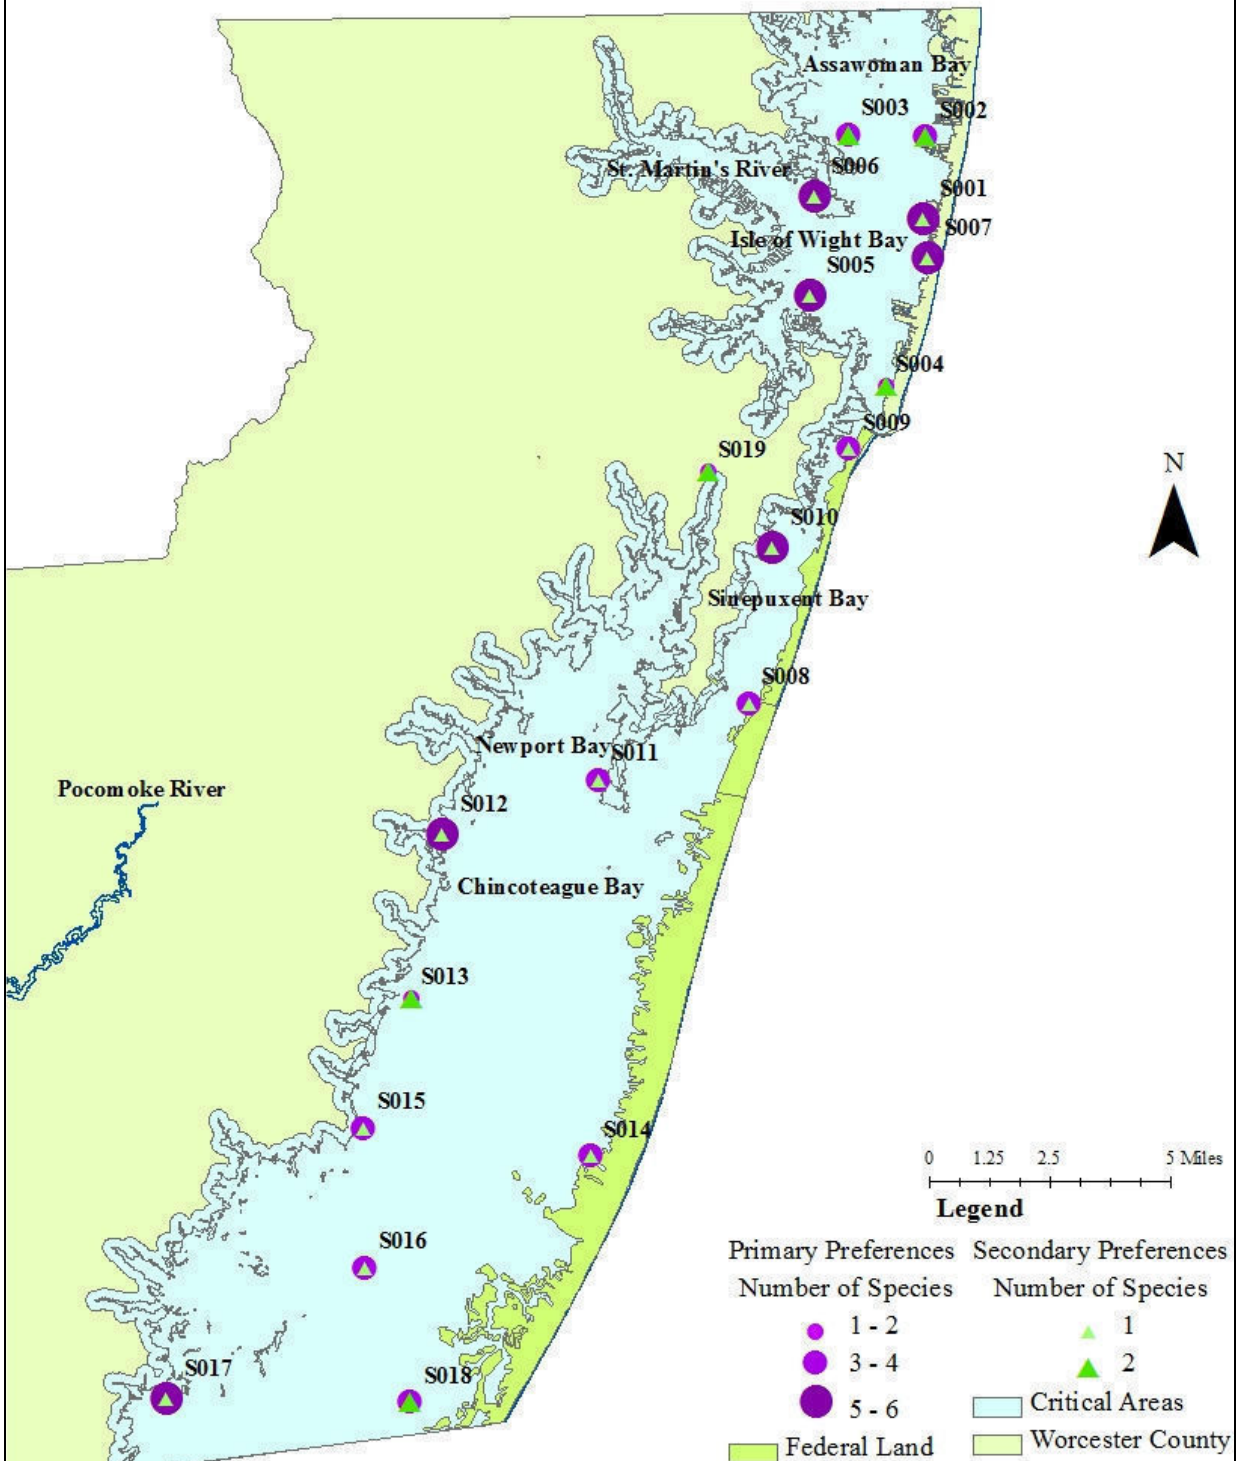 Assawoman Bay
S003
S002
St. Martin's River
S006
S001
S007
Isle of Wight Bay
S005
S004
S009
S019
N
S010
Sinepuxent Bay
S008
Newport Bay
S011
Pocomoke River
S012
Chincoteague Bay
S013
S015
S014
0 1.25 2.5 5 Miles
Legend
S016
Primary Preferences Secondary Preferences
Number of Species Number of Species
1 - 2 1
3 - 4 2
S017
S018
5 - 6 Critical Areas
Federal Land Worcester County